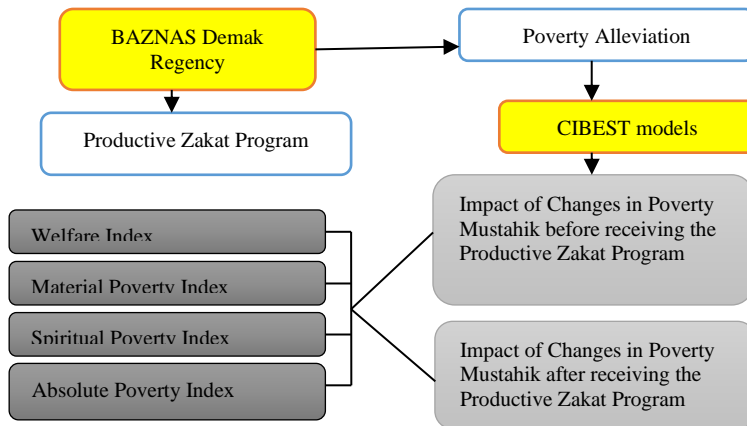 BAZNAS Demak
Regency
Poverty Alleviation
Productive Zakat Program
CIBEST models
Impact of Changes in Poverty
Mustahik before receiving the
Productive Zakat Program
Welfare Index
Material Poverty Index
Spiritual Poverty Index
Absolute Poverty Index
Impact of Changes in Poverty
Mustahik after receiving the
Productive Zakat Program